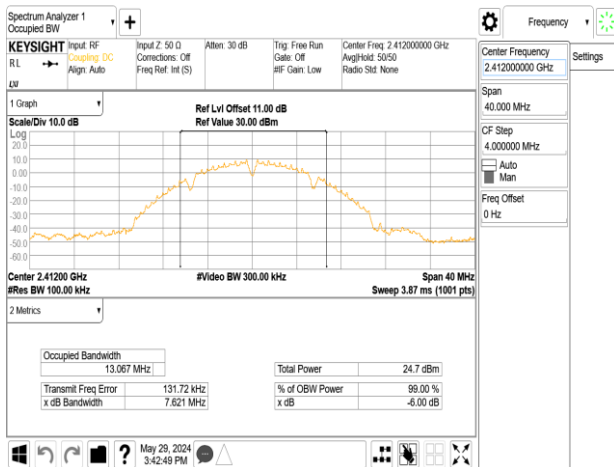 Spectrum Analyzer 1
Occupied BW
Frequency
KEYSIGHT
RL
LXI
Input: RF
Coupling: DC
Align: Auto
Input Z: 50 Ω
Corrections: Off
Freq Ref: Int (S)
Atten: 30 dB
Trig: Free Run
Gate: Off
#IF Gain: Low
Center Freq: 2.412000000 GHz
Avg|Hold: 50/50
Radio Std: None
Center Frequency
2.412000000 GHz
Settings
Span
40.000 MHz
CF Step
4.000000 MHz
Auto
Man
Freq Offset
0 Hz
1 Graph
Scale/Div 10.0 dB
Ref Lvl Offset 11.00 dB
Ref Value 30.00 dBm
Log
20.0
10.0
0.00
-10.0
-20.0
-30.0
-40.0
-50.0
-60.0
Center 2.41200 GHz
#Res BW 100.00 kHz
#Video BW 300.00 kHz
Span 40 MHz
Sweep 3.87 ms (1001 pts)
2 Metrics
Occupied Bandwidth
13.067 MHz
Transmit Freq Error 131.72 kHz
x dB Bandwidth 7.621 MHz
Total Power 24.7 dBm
% of OBW Power 99.00 %
x dB -6.00 dB
?
May 29, 2024
3:42:49 PM